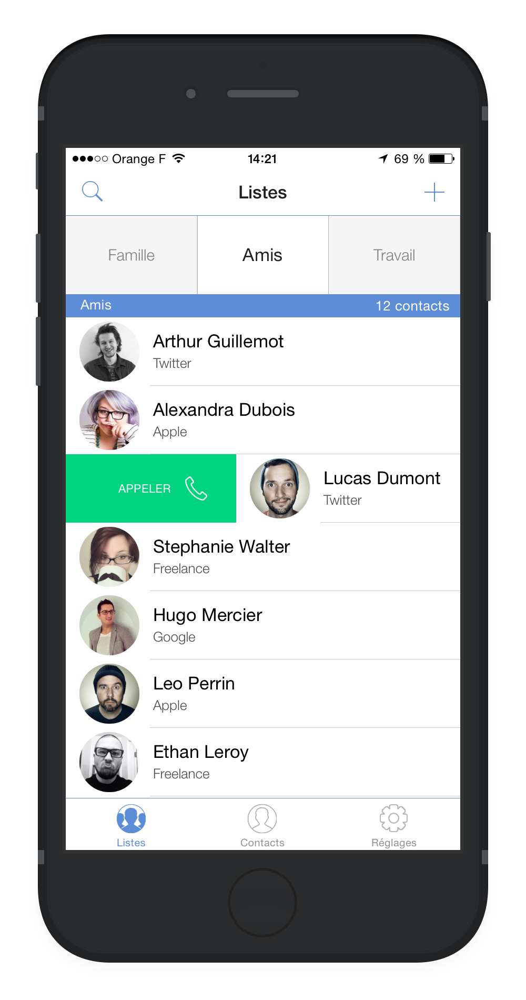 Orange F 14:21 69 %
Listes
Famille Amis Travail
Amis 12 contacts
Arthur Guillemot
Twitter
Alexandra Dubois
Apple
APPELER
Lucas Dumont
Twitter
Stephanie Walter
Freelance
Hugo Mercier
Google
Leo Perrin
Apple
Ethan Leroy
Freelance
Listes Contacts Réglages